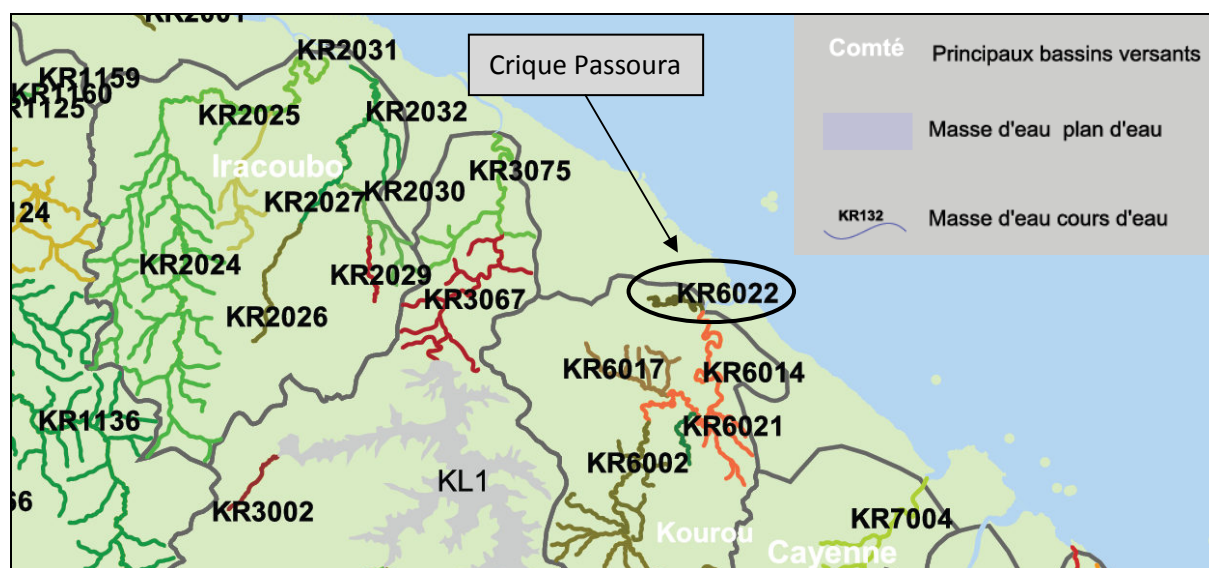 KR2031
Crique Passoura
Comté Principaux bassins versants
KR1159
KR1160
KR2025
KR2032
KR1125
Masse d'eau plan d'eau
Iracoubo
KR3075
KR2030
KR2027
KR132
Masse d'eau cours d'eau
124
KR2024
KR2029
KR3067
KR6022
KR2026
KR6017
KR6014
KR1136
KR6021
KR6002
KL1
KR3002
KR7004
Kourou
Cayenne